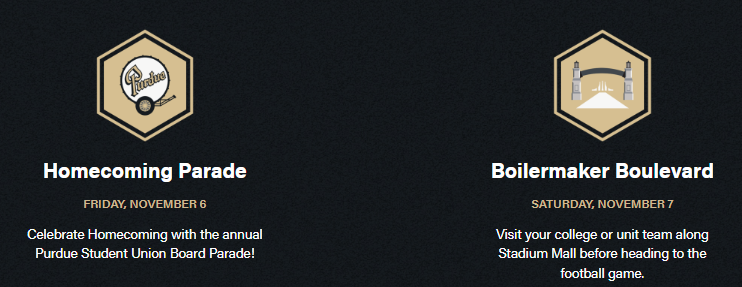 Purdue
Homecoming Parade
FRIDAY, NOVEMBER 6
Celebrate Homecoming with the annual
Purdue Student Union Board Parade!
Boilermaker Boulevard
SATURDAY, NOVEMBER 7
Visit your college or unit team along
Stadium Mall before heading to the
football game.